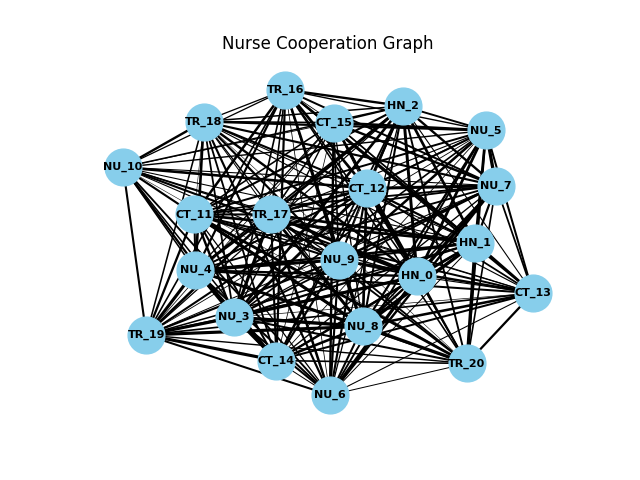 Nurse Cooperation Graph
TR_16
HN_2
TR_18
CT_15
NU_5
NU_10
NU_7
CT_12
CT_11
TR_17
HN_1
NU_9
NU_4
HN_0
CT_13
NU_3
NU_8
TR_19
CT_14
TR_20
NU_6